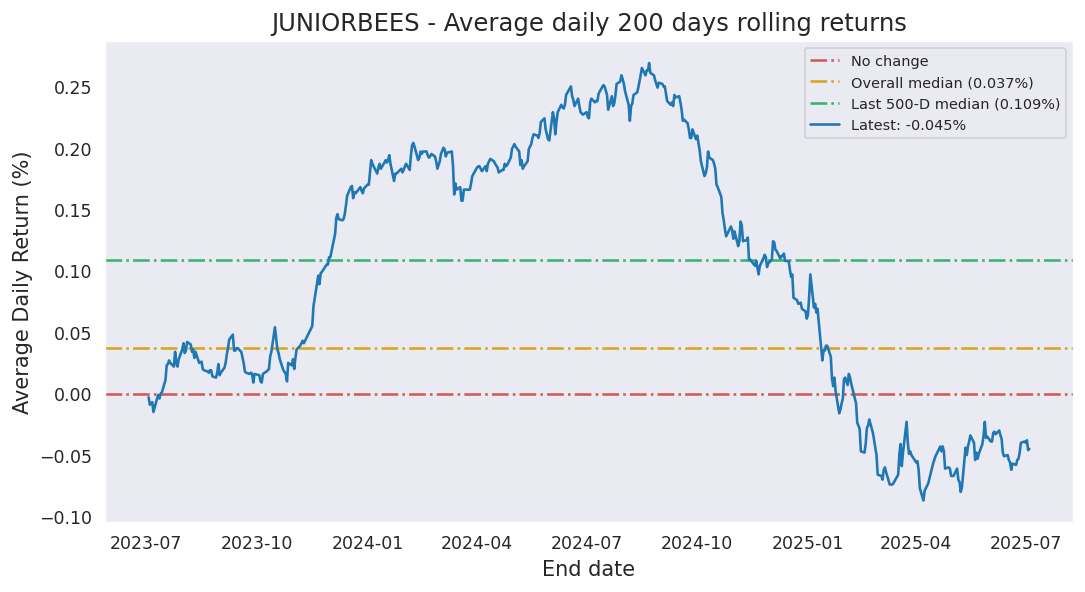 JUNIORBEES - Average daily 200 days rolling returns
No change
Overall median (0.037%)
Last 500-D median (0.109%)
Latest: -0.045%
Average Daily Return (%)
0.25
0.20
0.15
0.10
0.05
0.00
−0.05
−0.10
2023-07 2023-10 2024-01 2024-04 2024-07 2024-10 2025-01 2025-04 2025-07
End date